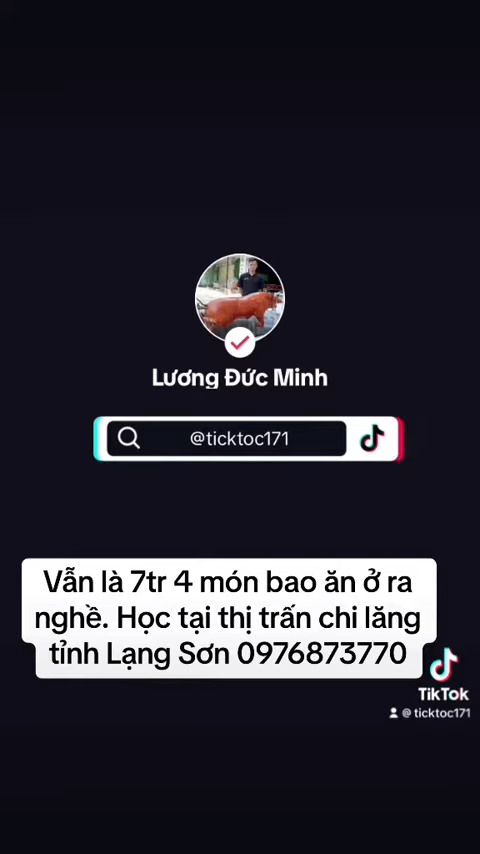 Lương Đức Minh
@ticktoc171
Vẫn là 7tr 4 món bao ăn ở ra
nghề. Học tại thị trấn chi lăng
tỉnh Lạng Sơn 0976873770
TikTok
@ticktoc171